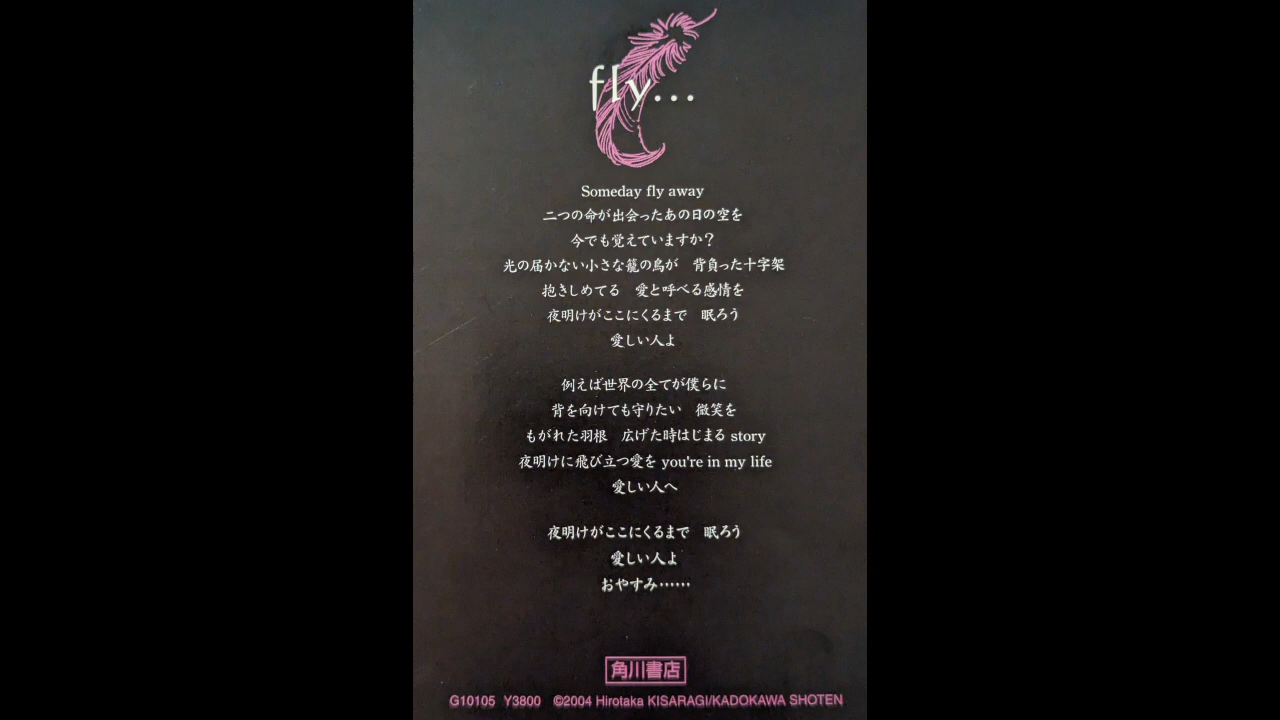 fly...
Someday fly away
二つの命が出会ったあの日の空を
今でも覚えていますか？
光の届かない小さな籠の鳥が　背負った十字架
抱きしめてる　愛と呼べる感情を
夜明けがここにくるまで　眠ろう
愛しい人よ
例えば世界の全てが僕らに
背を向けても守りたい　微笑を
もがれた羽根　広げた時はじまる story
夜明けに飛び立つ愛を you're in my life
愛しい人へ
夜明けがここにくるまで　眠ろう
愛しい人よ
おやすみ……
角川書店
G10105 Y3800 ©2004 Hirotaka KISARAGI/KADOKAWA SHOTEN